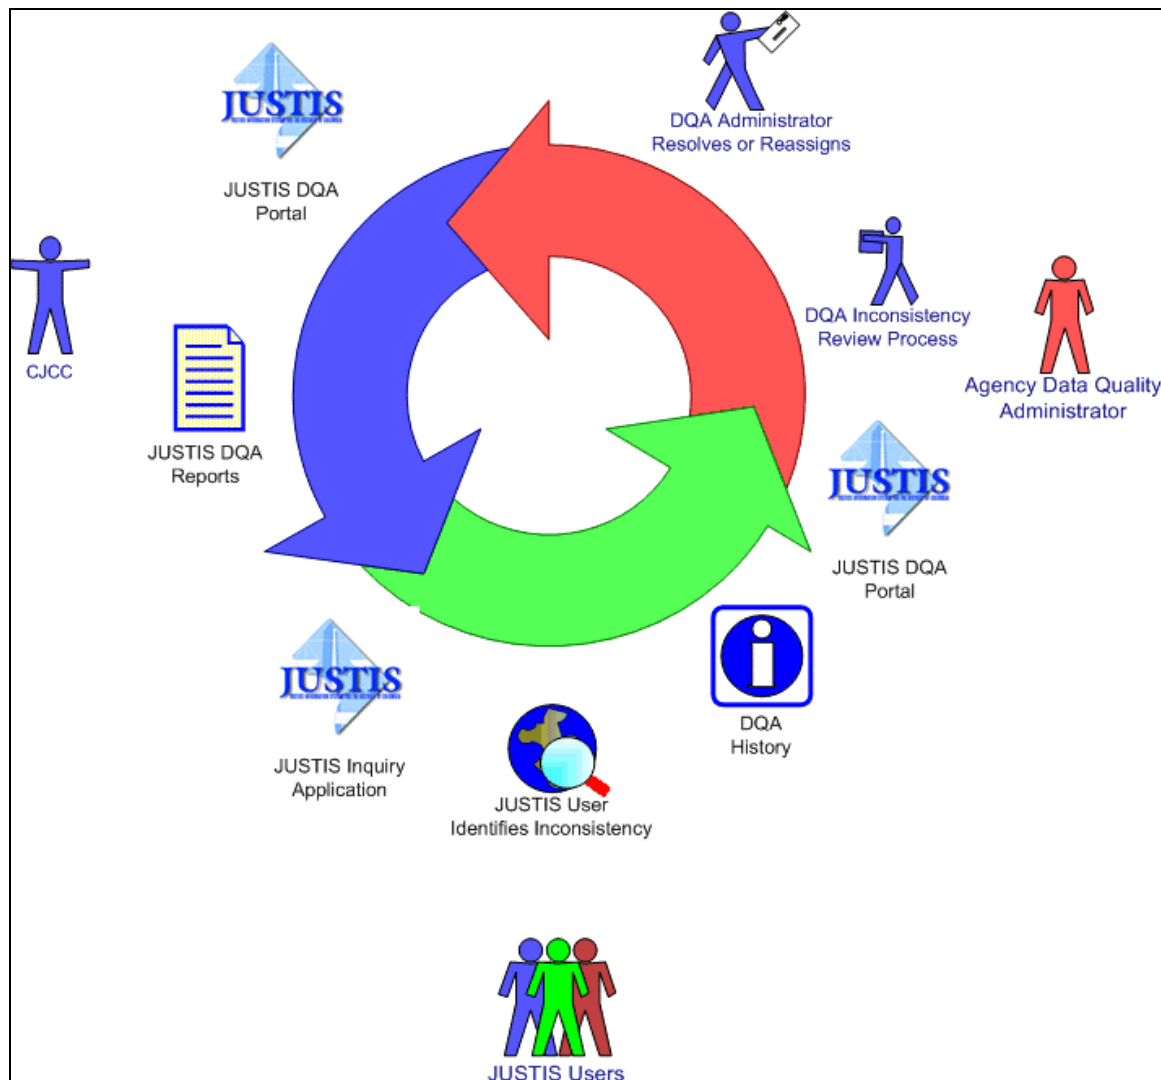 JUSTIS
JUSTIS DQA
Portal
DQA Administrator
Resolves or Reassigns
CJCC
JUSTIS DQA
Reports
DQA Inconsistency
Review Process
Agency Data Quality
Administrator
JUSTIS
JUSTIS DQA
Portal
JUSTIS
JUSTIS Inquiry
Application
JUSTIS User
Identifies Inconsistency
DQA
History
JUSTIS Users